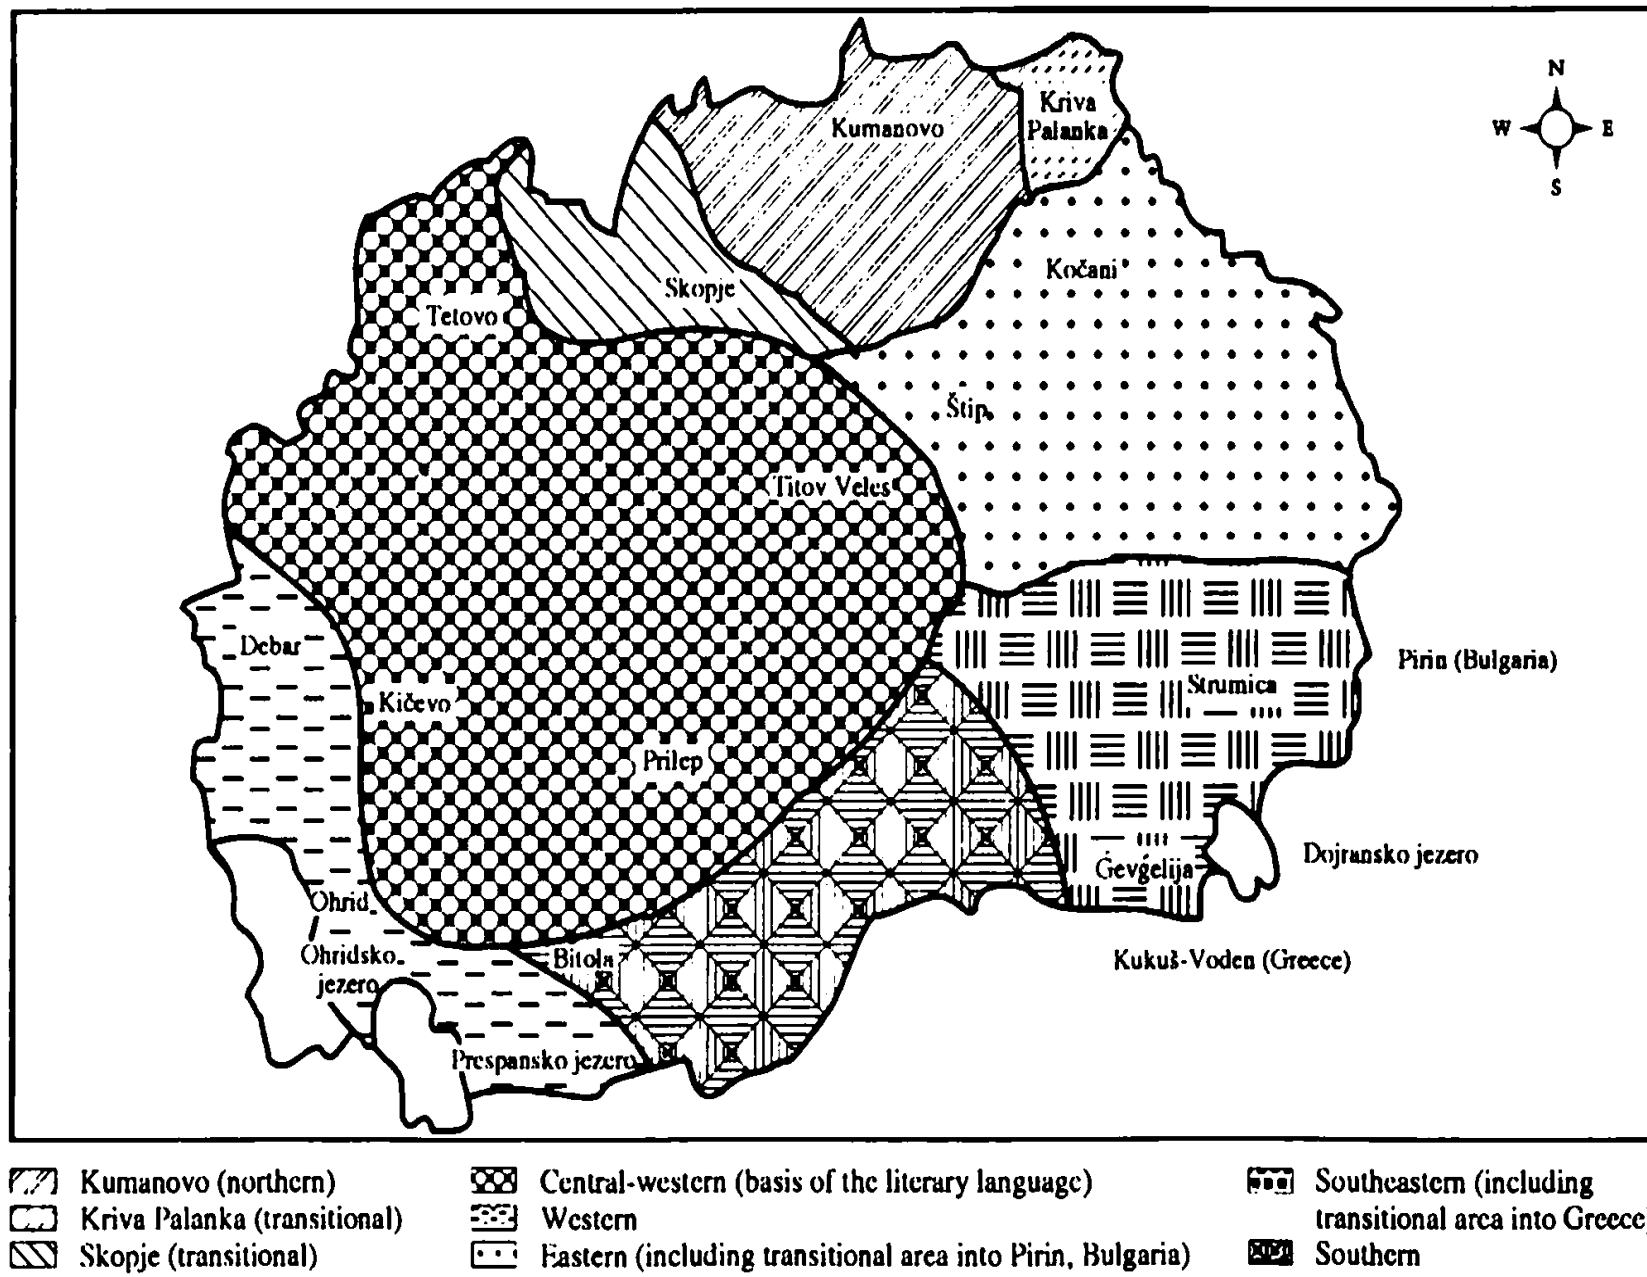 N
Kriva
Kumanovo
Palanka
W E
S
Kočani
Skopje
Tetovo
Štip
Titov Veles
Debar
Pirin (Bulgaria)
Strumica
Kičevo
Prilep
Dojransko jezero
Ǵevǵelija
Ohrid
Ohridsko
jezero
Bitola
Kukuš-Voden (Greece)
Prespansko jezero
Kumanovo (northern)
Kriva Palanka (transitional)
Skopje (transitional)
Central-western (basis of the literary language)
Western
Eastern (including transitional area into Pirin, Bulgaria)
Southeastern (including
transitional area into Greece)
Southern